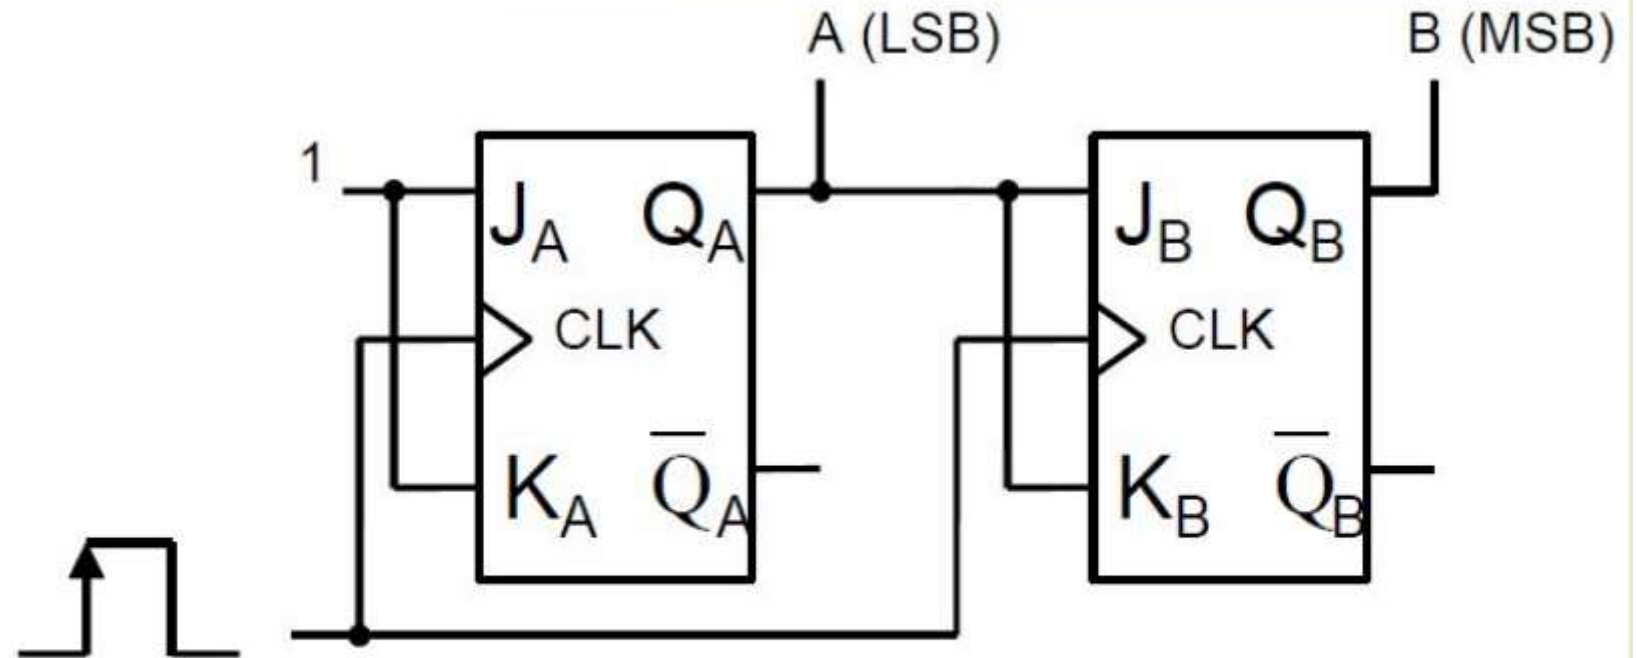 A (LSB)
B (MSB)
1
J_A Q_A
CLK
K_A Q̅_A
J_B Q_B
CLK
K_B Q̅_B